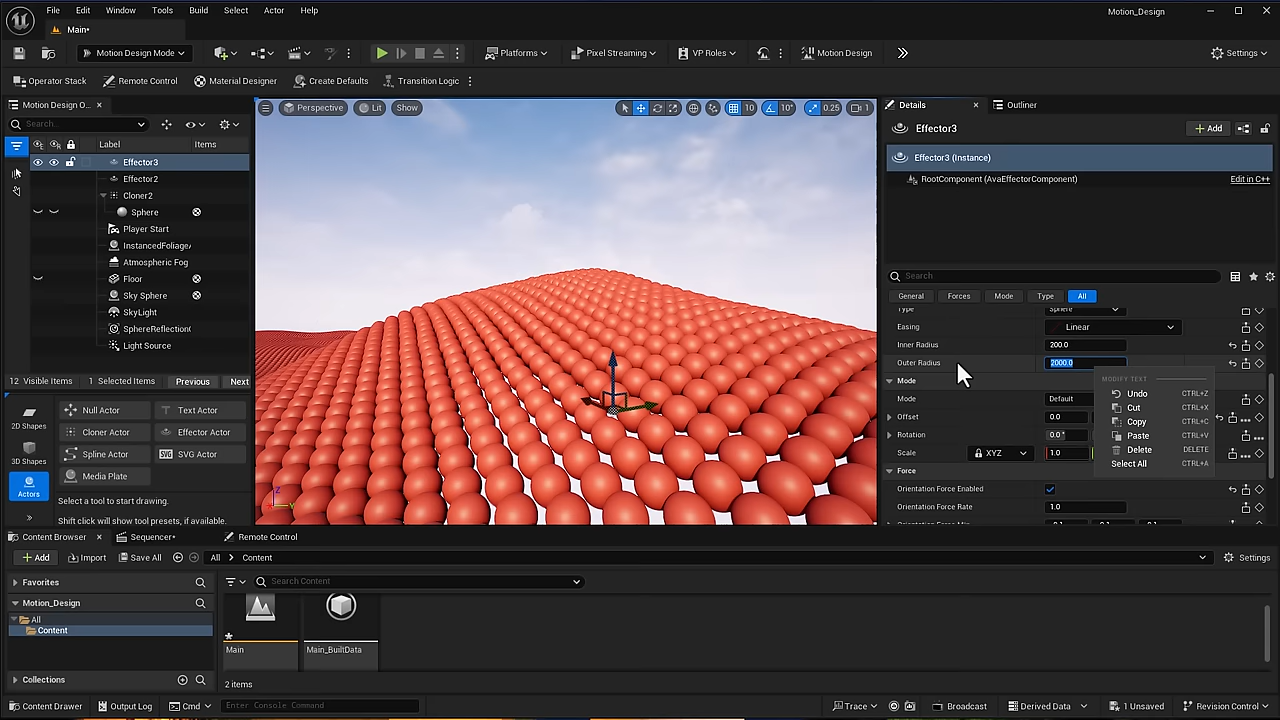 File Edit Window Tools Build Select Actor Help
Motion_Design
Main*
Motion Design Mode
Platforms
Pixel Streaming
VP Roles
Motion Design
Settings
Operator Stack
Remote Control
Material Designer
Create Defaults
Transition Logic
Motion Design O...
Search...
Label
Items
Effector3
Effector2
Cloner2
Sphere
Player Start
InstancedFoliage
Atmospheric Fog
Floor
Sky Sphere
SkyLight
SphereReflection
Light Source
12 Visible Items
1 Selected Items
Previous
Next
2D Shapes
3D Shapes
Actors
Null Actor
Text Actor
Cloner Actor
Effector Actor
Spline Actor
SVG
SVG Actor
Media Plate
Select a tool to start drawing.
Shift click will show tool presets, if available.
Perspective
Lit
Show
10
10°
0.25
1
Details
Outliner
Effector3
Add
Effector3 (Instance)
RootComponent (AvaEffectorComponent)
Edit in C++
Search
General
Forces
Mode
Type
All
Type
Sphere
Easing
Linear
Inner Radius
200.0
Outer Radius
2000.0
Mode
Mode
Default
Offset
0.0
Rotation
0.0°
Scale
XYZ
1.0
Force
Orientation Force Enabled
Orientation Force Rate
1.0
MODIFY TEXT
Undo CTRL+Z
Cut CTRL+X
Copy CTRL+C
Paste CTRL+V
Delete DELETE
Select All CTRL+A
Content Browser
Sequencer*
Remote Control
Add
Import
Save All
All
Content
Settings
Favorites
Motion_Design
All
Content
Collections
Search Content
Main
Main_BuiltData
2 items
Content Drawer
Output Log
Cmd
Enter Console Command
Trace
Broadcast
Derived Data
1 Unsaved
Revision Control